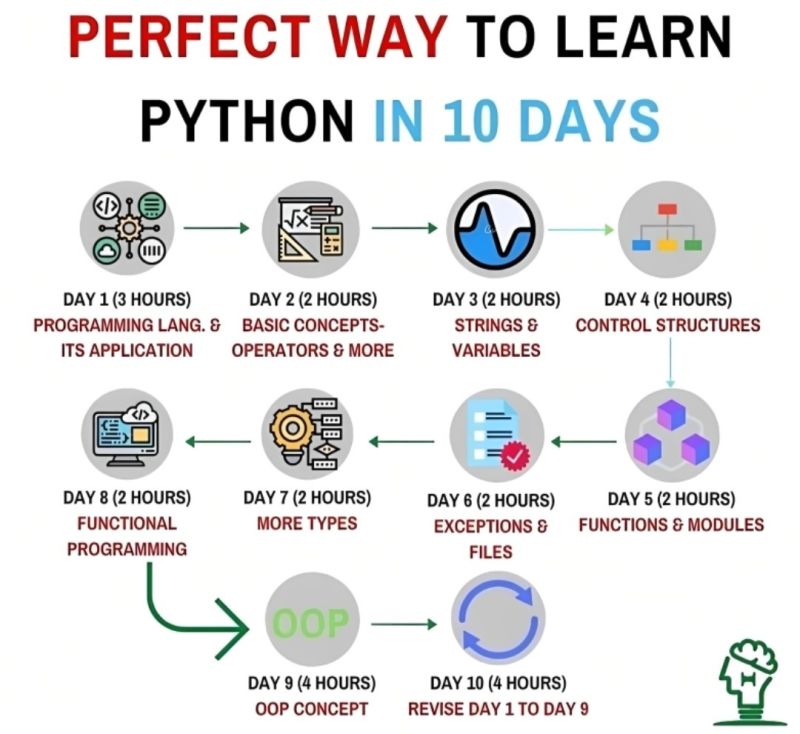 PERFECT WAY TO LEARN
PYTHON IN 10 DAYS
DAY 1 (3 HOURS)
PROGRAMMING LANG. &
ITS APPLICATION
DAY 2 (2 HOURS)
BASIC CONCEPTS-
OPERATORS & MORE
DAY 3 (2 HOURS)
STRINGS &
VARIABLES
DAY 4 (2 HOURS)
CONTROL STRUCTURES
DAY 5 (2 HOURS)
FUNCTIONS & MODULES
DAY 6 (2 HOURS)
EXCEPTIONS &
FILES
DAY 7 (2 HOURS)
MORE TYPES
DAY 8 (2 HOURS)
FUNCTIONAL
PROGRAMMING
OOP
DAY 9 (4 HOURS)
OOP CONCEPT
DAY 10 (4 HOURS)
REVISE DAY 1 TO DAY 9
H